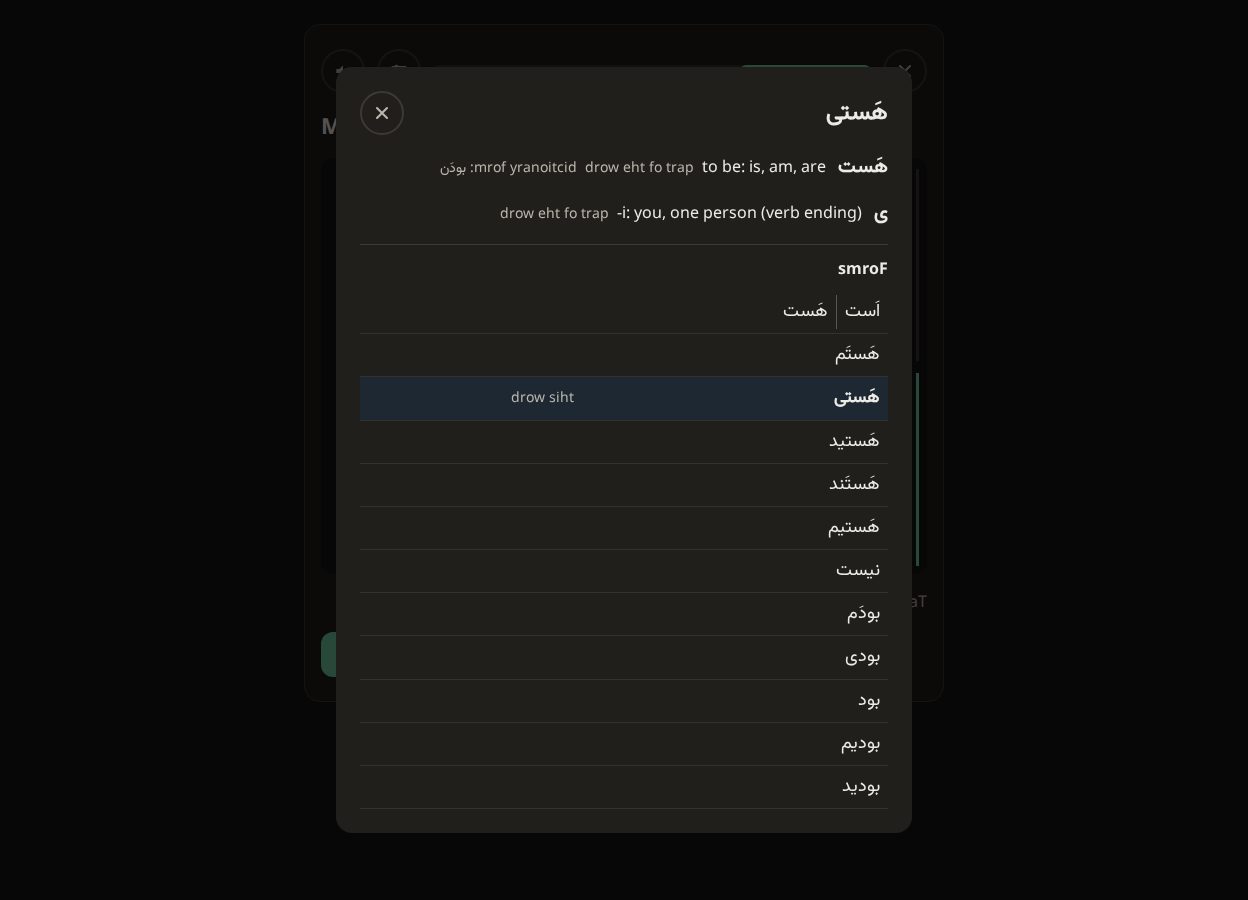 هَستی
هَست to be: is, am, are drow eht fo trap بودَن :mrof yranoitcid
ی -i: you, one person (verb ending) drow eht fo trap
smroF
اَست هَست
هَستَم
هَستی drow siht
هَستید
هَستَند
هَستیم
نیست
بودَم
بودی
بود
بودیم
بودید
M
aT